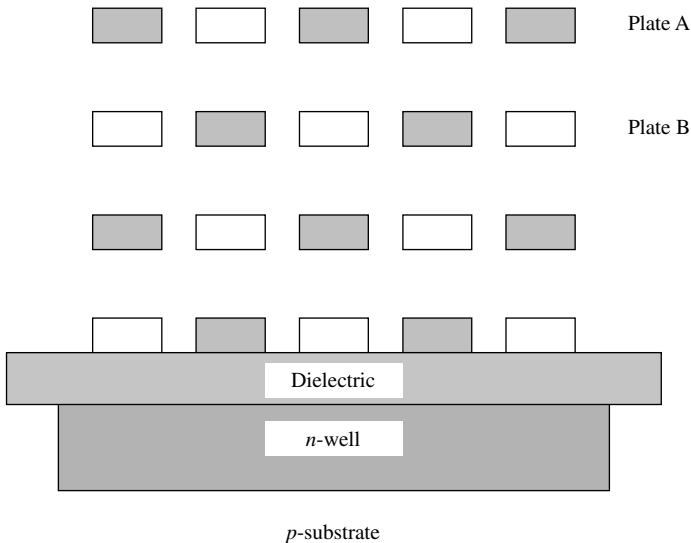 Plate A
Plate B
Dielectric
n-well
p-substrate